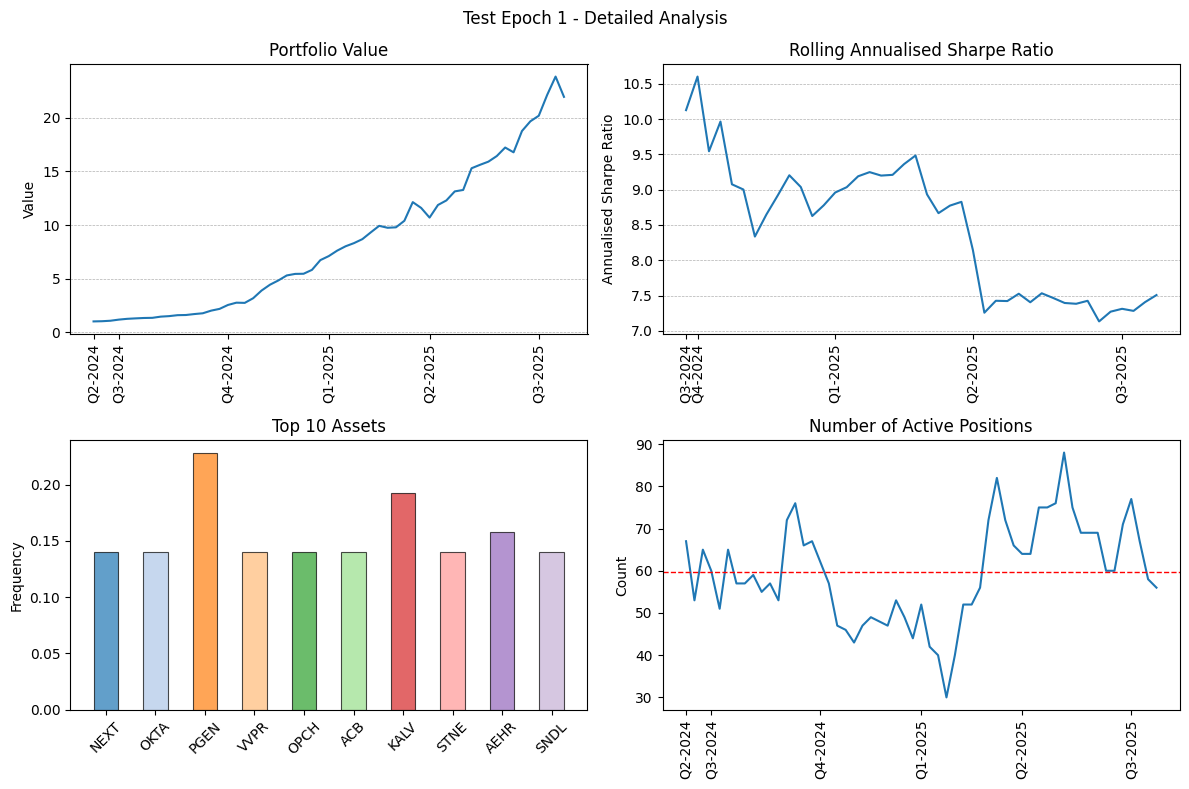 Test Epoch 1 - Detailed Analysis
Portfolio Value
Value
20
15
10
5
0
Q2-2024
Q3-2024
Q4-2024
Q1-2025
Q2-2025
Q3-2025
Rolling Annualised Sharpe Ratio
Annualised Sharpe Ratio
10.5
10.0
9.5
9.0
8.5
8.0
7.5
7.0
Q3-2024
Q4-2024
Q1-2025
Q2-2025
Q3-2025
Top 10 Assets
Frequency
0.20
0.15
0.10
0.05
0.00
NEXT
OKTA
PGEN
VVPR
OPCH
ACB
KALV
STNE
AEHR
SNDL
Number of Active Positions
Count
90
80
70
60
50
40
30
Q2-2024
Q3-2024
Q4-2024
Q1-2025
Q2-2025
Q3-2025